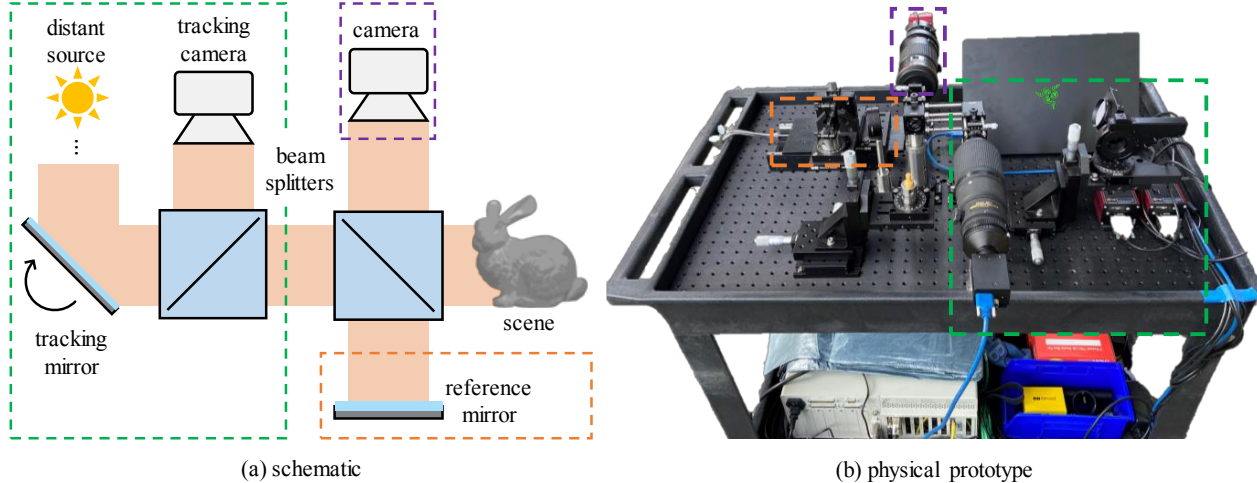 distant
source
tracking
camera
camera
beam
splitters
tracking
mirror
scene
reference
mirror
(a) schematic
(b) physical prototype